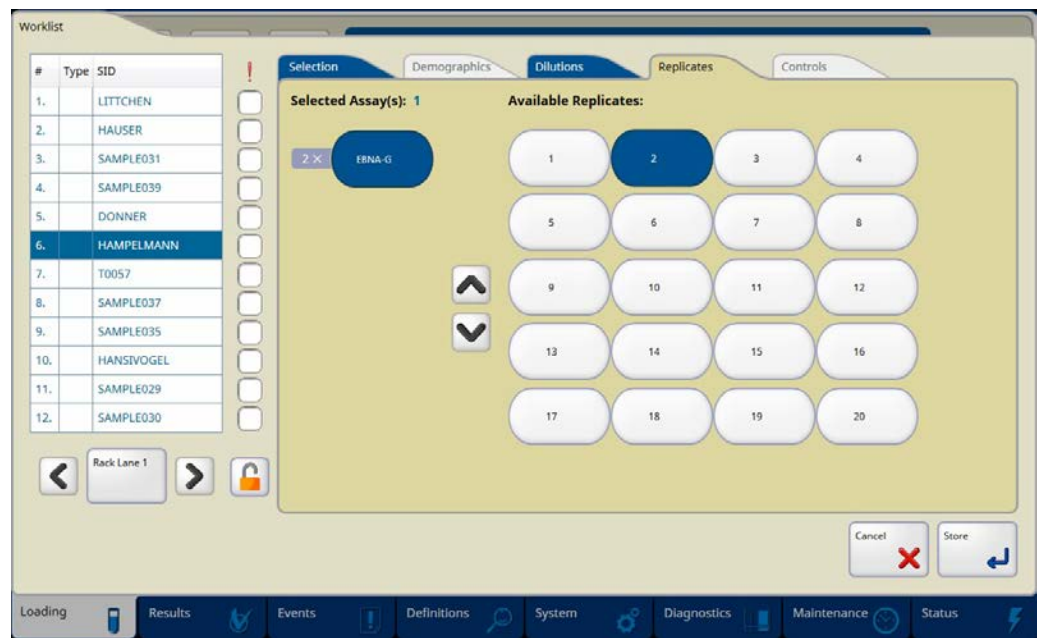 Worklist
# Type SID !
1. LITTCHEN
2. HAUSER
3. SAMPLE031
4. SAMPLE039
5. DONNER
6. HAMPELMANN
7. T0057
8. SAMPLE037
9. SAMPLE035
10. HANSIVOGEL
11. SAMPLE029
12. SAMPLE030
Rack Lane 1
Selection Demographics Dilutions Replicates Controls
Selected Assay(s): 1 Available Replicates:
2 × EBNA-G
1 2 3 4
5 6 7 8
9 10 11 12
13 14 15 16
17 18 19 20
Cancel Store
Loading Results Events Definitions System Diagnostics Maintenance Status